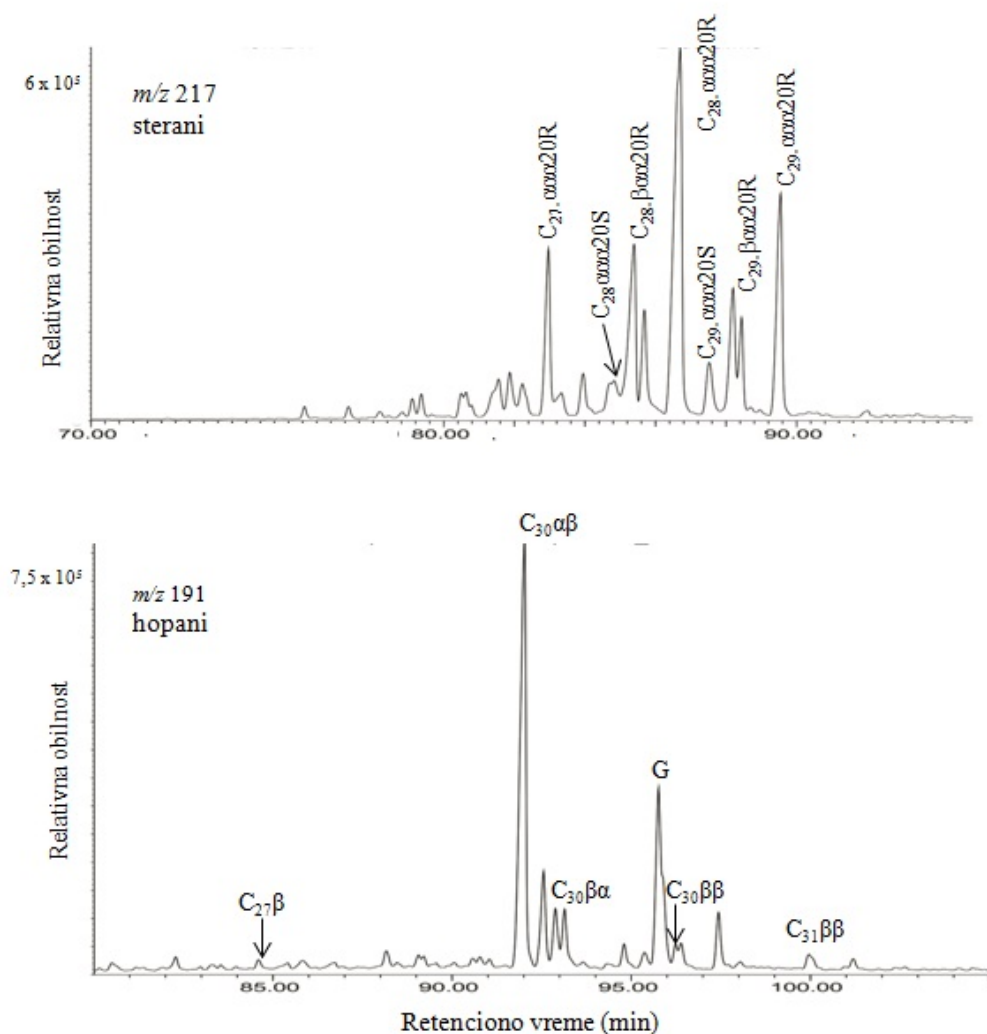 6 x 10⁵
m/z 217
sterani
Relativna obilnost
C₂₇.ααα20R
C₂₈ααα20S
C₂₈.βαα20R
C₂₈.ααα20R
C₂₉.ααα20S
C₂₉.βαα20R
C₂₉.ααα20R
70.00 80.00 90.00
C₃₀αβ
7,5 x 10⁵
m/z 191
hopani
Relativna obilnost
G
C₂₇β
C₃₀βα
C₃₀ββ
C₃₁ββ
85.00 90.00 95.00 100.00
Retenciono vreme (min)